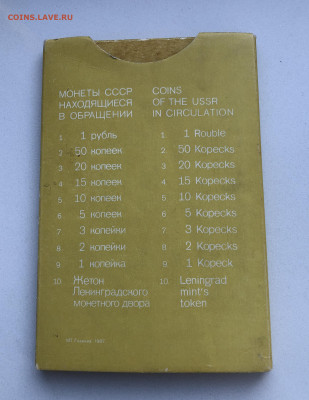 COINS.LAVE.RU
МОНЕТЫ СССР
НАХОДЯЩИЕСЯ
В ОБРАЩЕНИИ
1 1 рубль
2 50 копеек
3 20 копеек
4 15 копеек
5 10 копеек
6 5 копеек
7 3 копейки
8 2 копейки
9 1 копейка
10. Жетон
Ленинградского
монетного двора
COINS
OF THE USSR
IN CIRCULATION
1. 1 Rouble
2. 50 Kopecks
3. 20 Kopecks
4. 15 Kopecks
5. 10 Kopecks
6. 5 Kopecks
7. 3 Kopecks
8. 2 Kopecks
9. 1 Kopeck
10. Leningrad
mint's
token